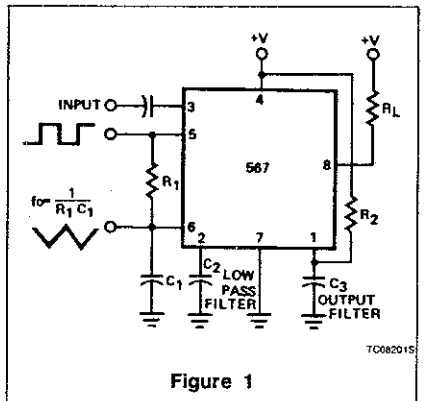 +V
+V
INPUT
3
4
5
R1
567
8
RL
fo= 1
R1 C1
R2
6
2
7
1
C1
C2
LOW
PASS
FILTER
C3
OUTPUT
FILTER
TC08201S
Figure 1